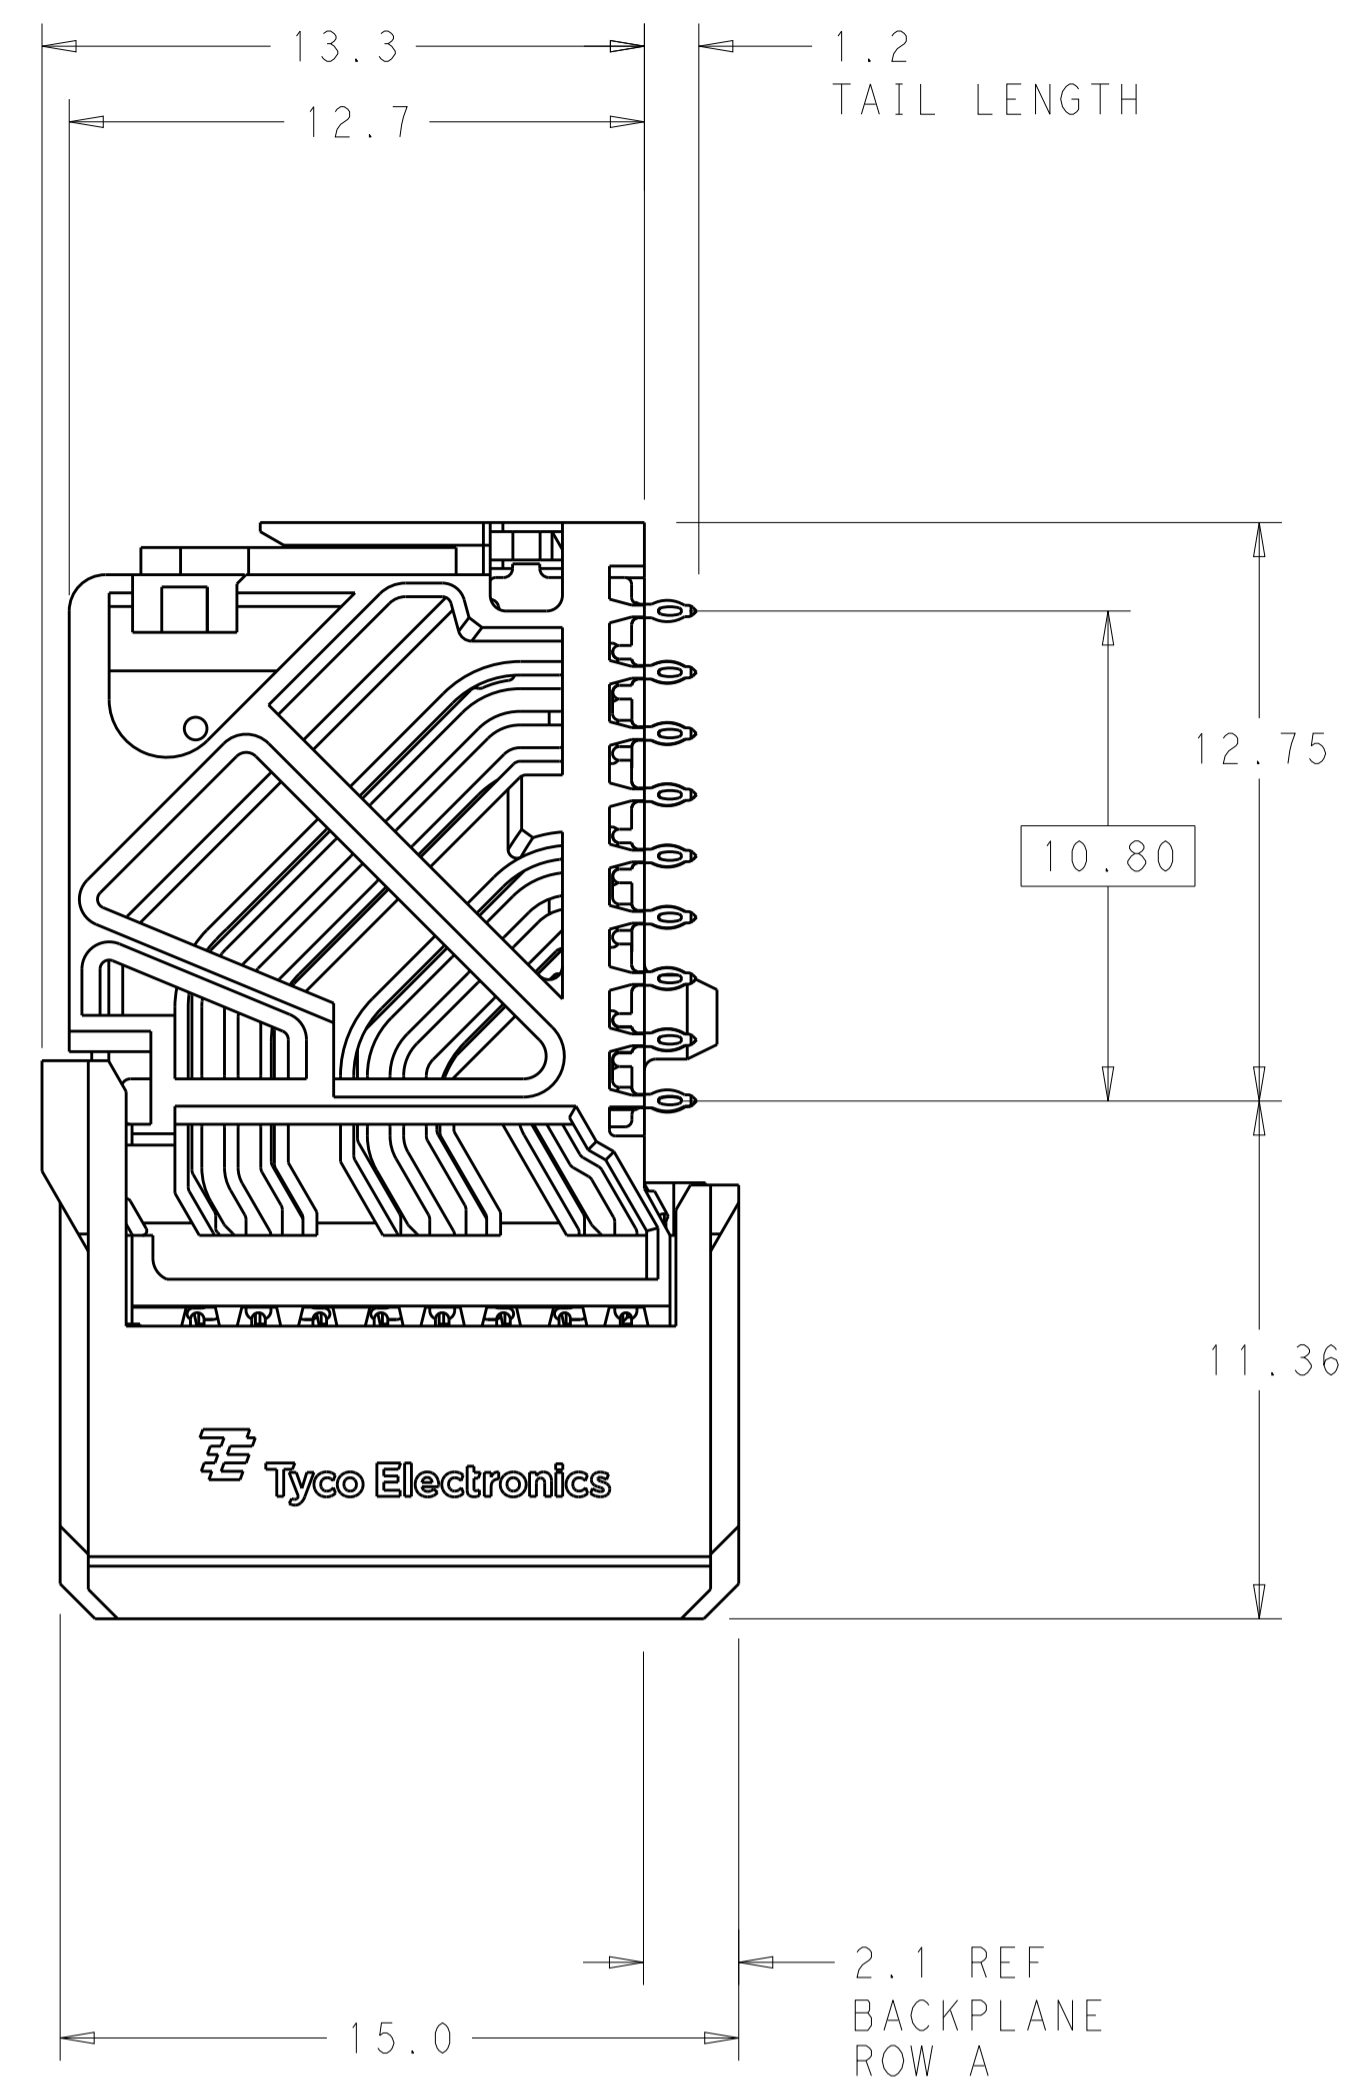 13.3
1.2
TAIL LENGTH
12.7
12.75
10.80
11.36
Tyco Electronics
2.1 REF
BACKPLANE
ROW A
15.0